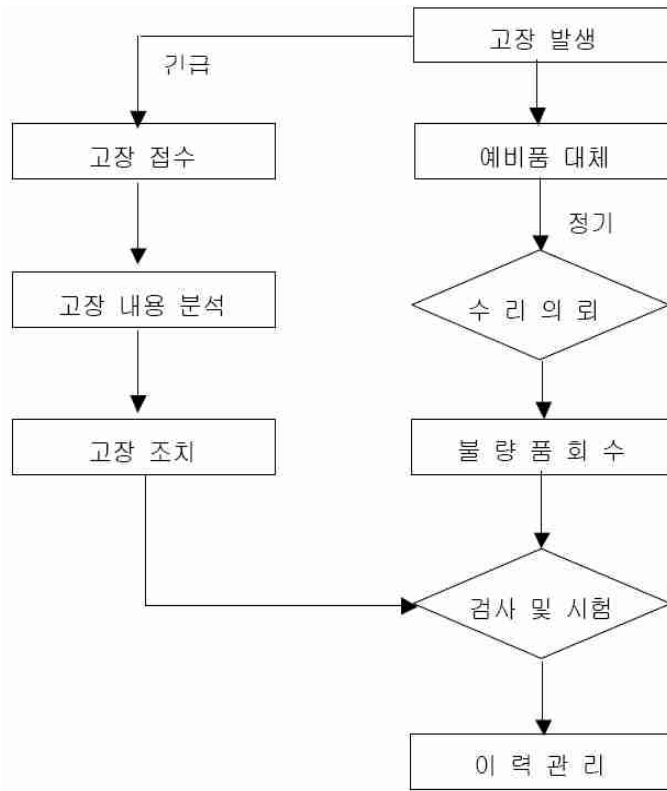 고장 발생
긴급
고장 접수
예비품 대체
정기
고장 내용 분석
수 리 의 뢰
고장 조치
불 량 품 회 수
검사 및 시험
이 력 관 리